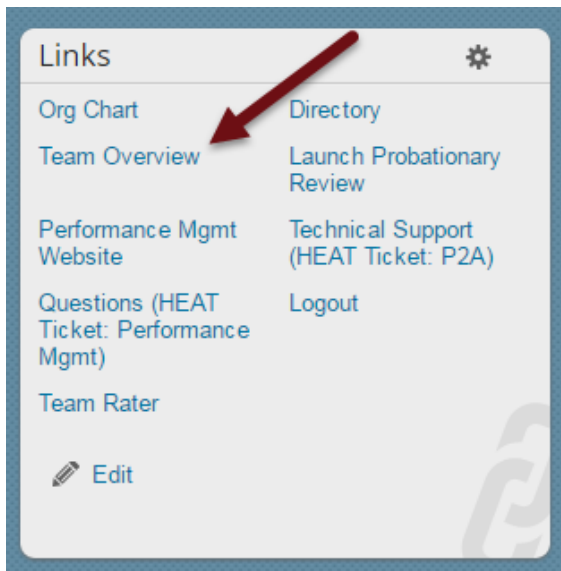 Links
Org Chart
Directory
Team Overview
Launch Probationary
Review
Performance Mgmt
Website
Technical Support
(HEAT Ticket: P2A)
Questions (HEAT
Ticket: Performance
Mgmt)
Logout
Team Rater
Edit